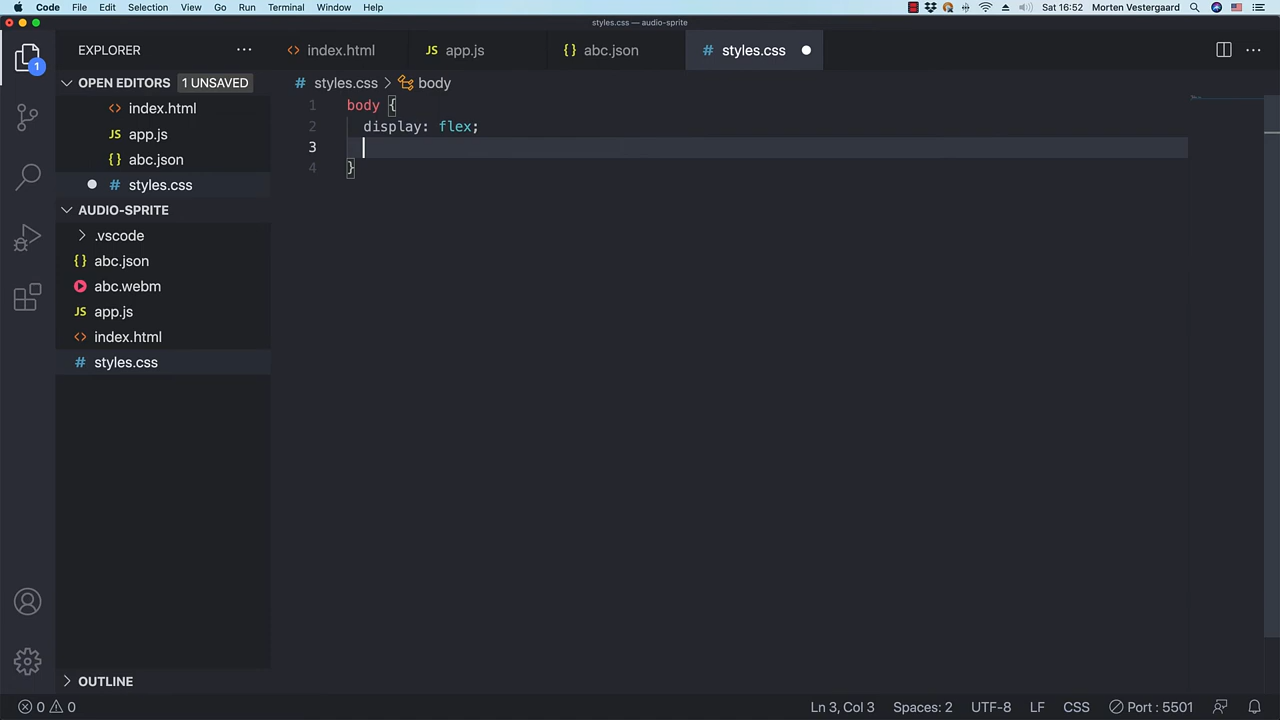 Code File Edit Selection View Go Run Terminal Window Help Sat 16:52 Morten Vestergaard
styles.css — audio-sprite
EXPLORER
index.html
JS app.js
{ } abc.json
# styles.css
OPEN EDITORS 1 UNSAVED
# styles.css > body
index.html
JS app.js
{ } abc.json
# styles.css
AUDIO-SPRITE
.vscode
{ } abc.json
abc.webm
JS app.js
<> index.html
# styles.css
1 body {
2 display: flex;
3
4 }
1
OUTLINE
0 0 Ln 3, Col 3 Spaces: 2 UTF-8 LF CSS Port : 5501